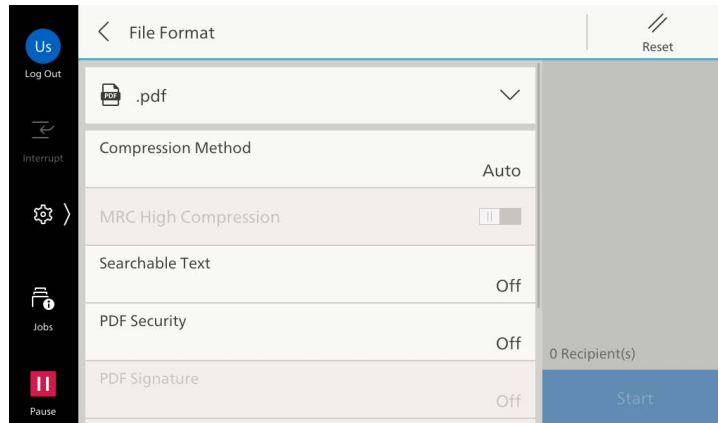 Us
Log Out
Interrupt
Jobs
Pause
File Format
Reset
PDF .pdf
Compression Method
Auto
MRC High Compression
Searchable Text
Off
PDF Security
Off
PDF Signature
Off
0 Recipient(s)
Start